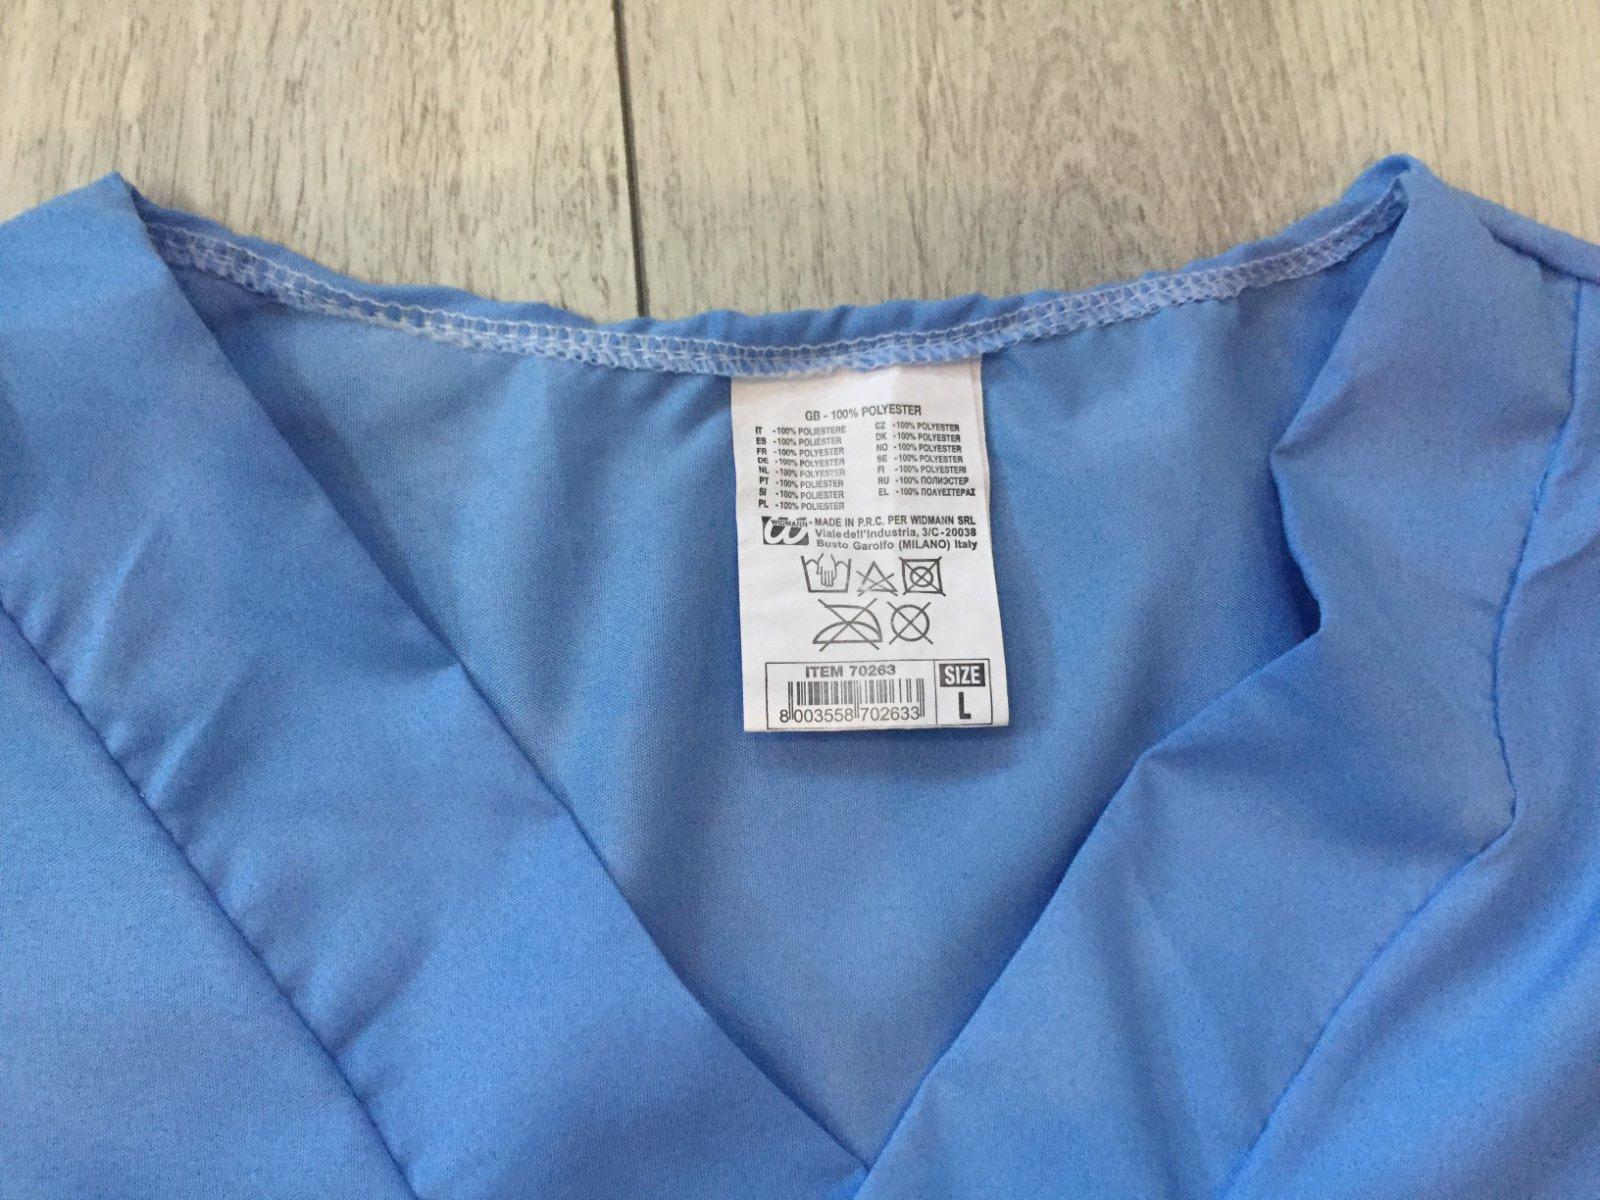 GB - 100% POLYESTER
IT -100% POLIESTERE
ES -100% POLIÉSTER
FR -100% POLYESTER
DE -100% POLYESTER
NL -100% POLYESTER
PT -100% POLIÉSTER
SI -100% POLIESTER
PL -100% POLIESTER
CZ -100% POLYESTER
DK -100% POLYESTER
NO -100% POLYESTER
SE -100% POLYESTER
FI -100% POLYESTERI
RU -100% ПОЛИЭСТЕР
EL -100% ΠΟΛΥΕΣΤΕΡΑΣ
WIDMANN - MADE IN P.R.C. PER WIDMANN SRL
Viale dell'Industria, 3/C - 20038
Busto Garolfo (MILANO) Italy
ITEM 70263
8 003558 702633
SIZE
L